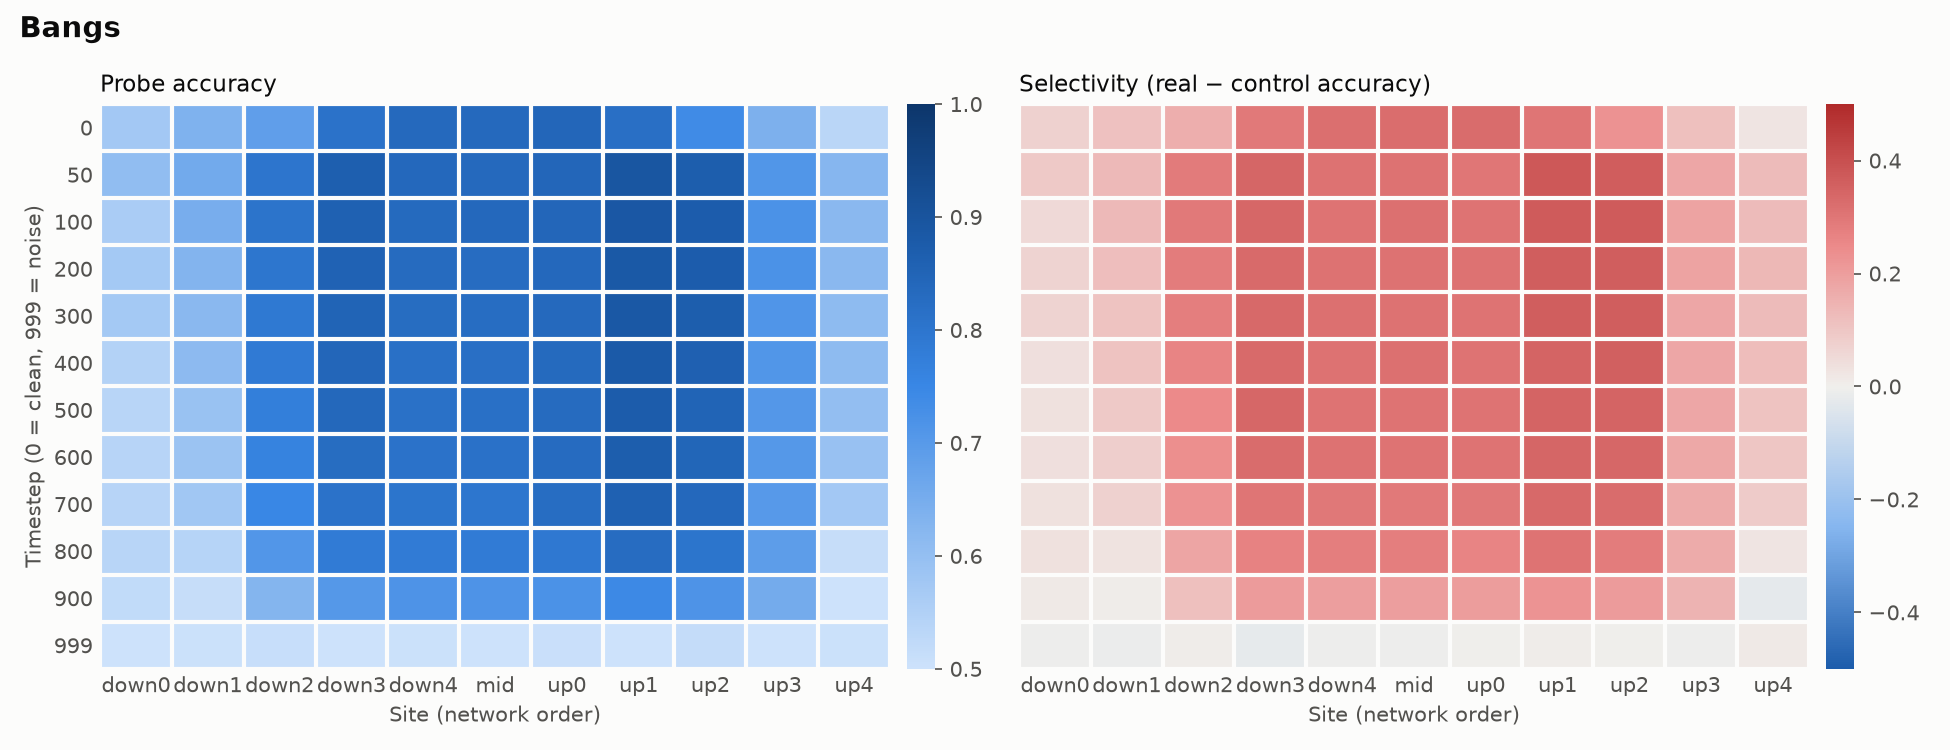 Bangs
Probe accuracy
0
50
100
200
300
400
500
600
700
800
900
999
Timestep (0 = clean, 999 = noise)
down0 down1 down2 down3 down4 mid up0 up1 up2 up3 up4
Site (network order)
1.0
0.9
0.8
0.7
0.6
0.5
Selectivity (real − control accuracy)
down0 down1 down2 down3 down4 mid up0 up1 up2 up3 up4
Site (network order)
0.4
0.2
0.0
−0.2
−0.4